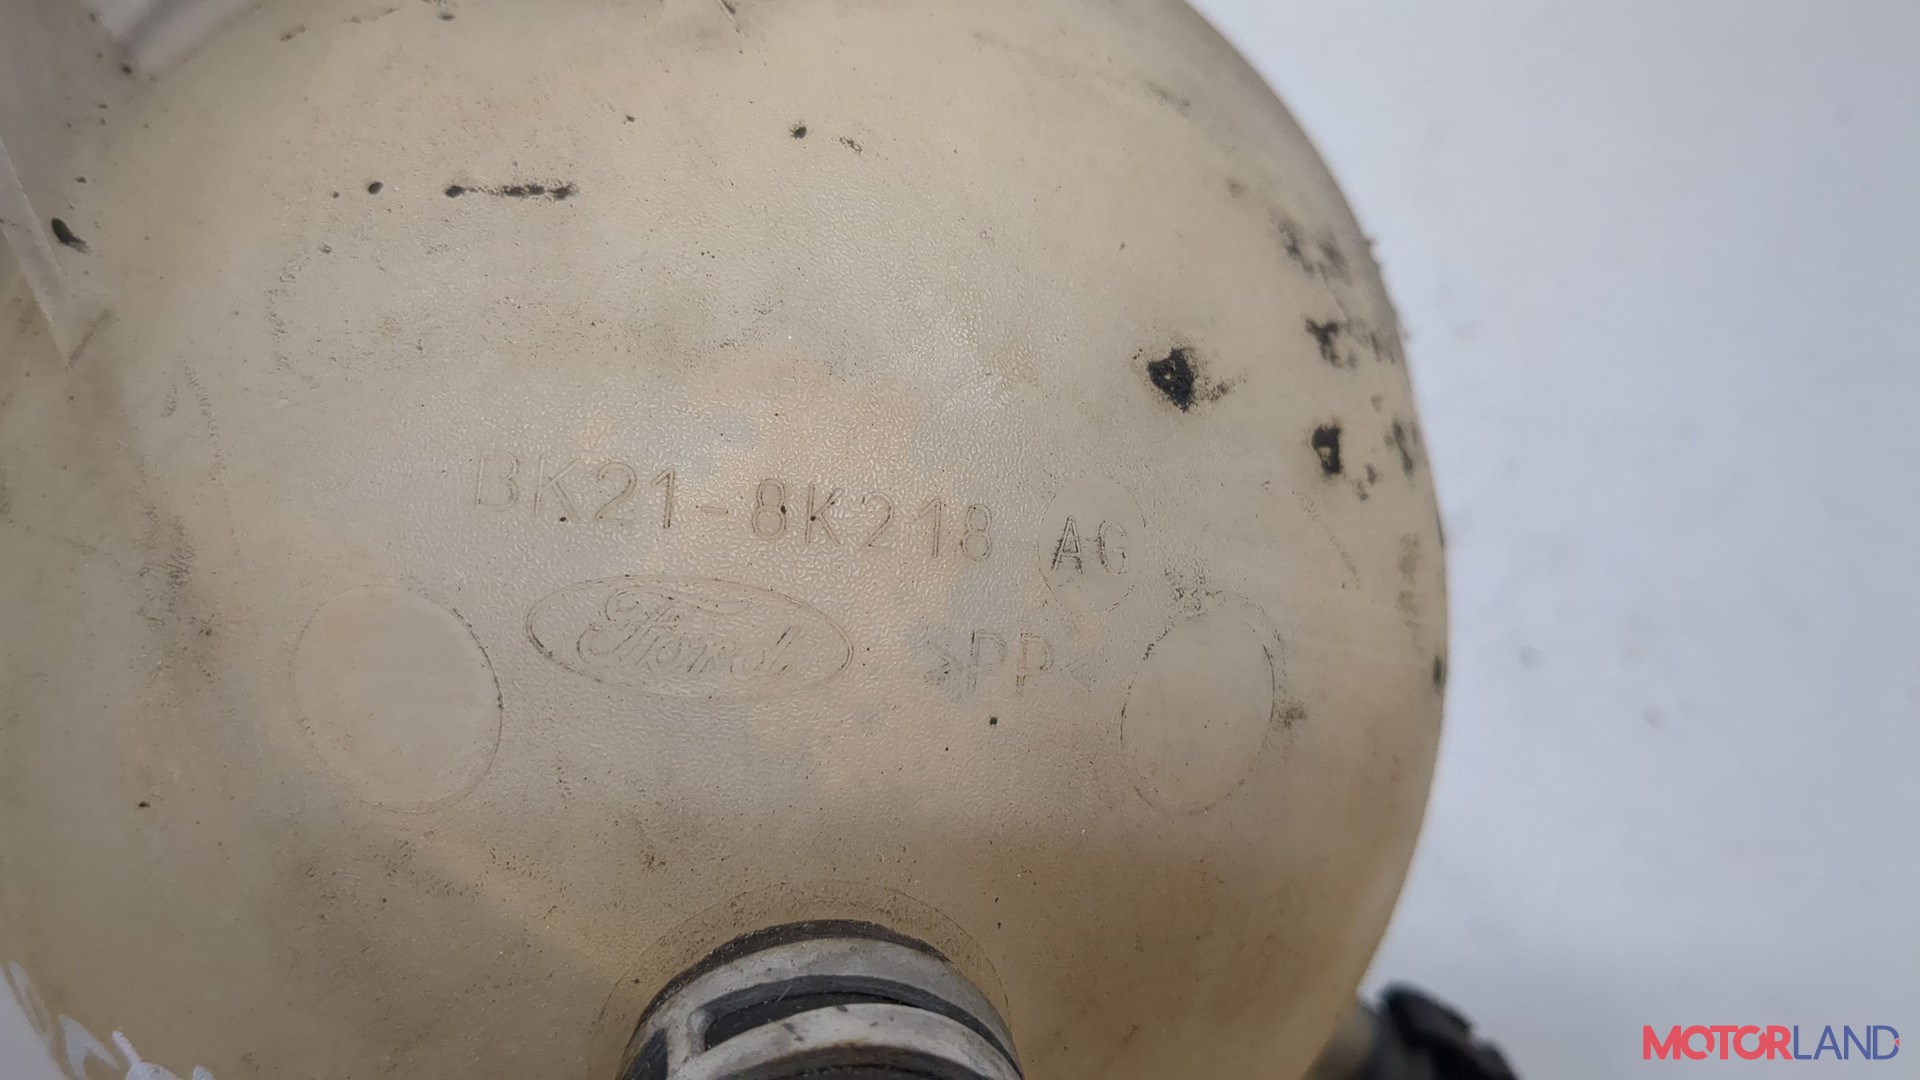 BK21-8K218 AG
Ford >PP<
MOTORLAND